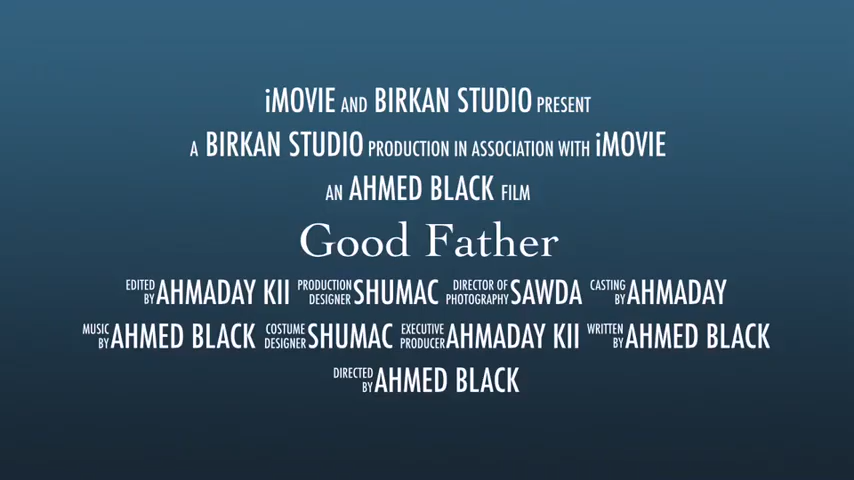 iMOVIE AND BIRKAN STUDIO PRESENT
A BIRKAN STUDIO PRODUCTION IN ASSOCIATION WITH iMOVIE
AN AHMED BLACK FILM
Good Father
EDITED BY AHMADAY KII PRODUCTION DESIGNER SHUMAC DIRECTOR OF PHOTOGRAPHY SAWDA CASTING BY AHMADAY
MUSIC BY AHMED BLACK COSTUME DESIGNER SHUMAC EXECUTIVE PRODUCER AHMADAY KII WRITTEN BY AHMED BLACK
DIRECTED BY AHMED BLACK